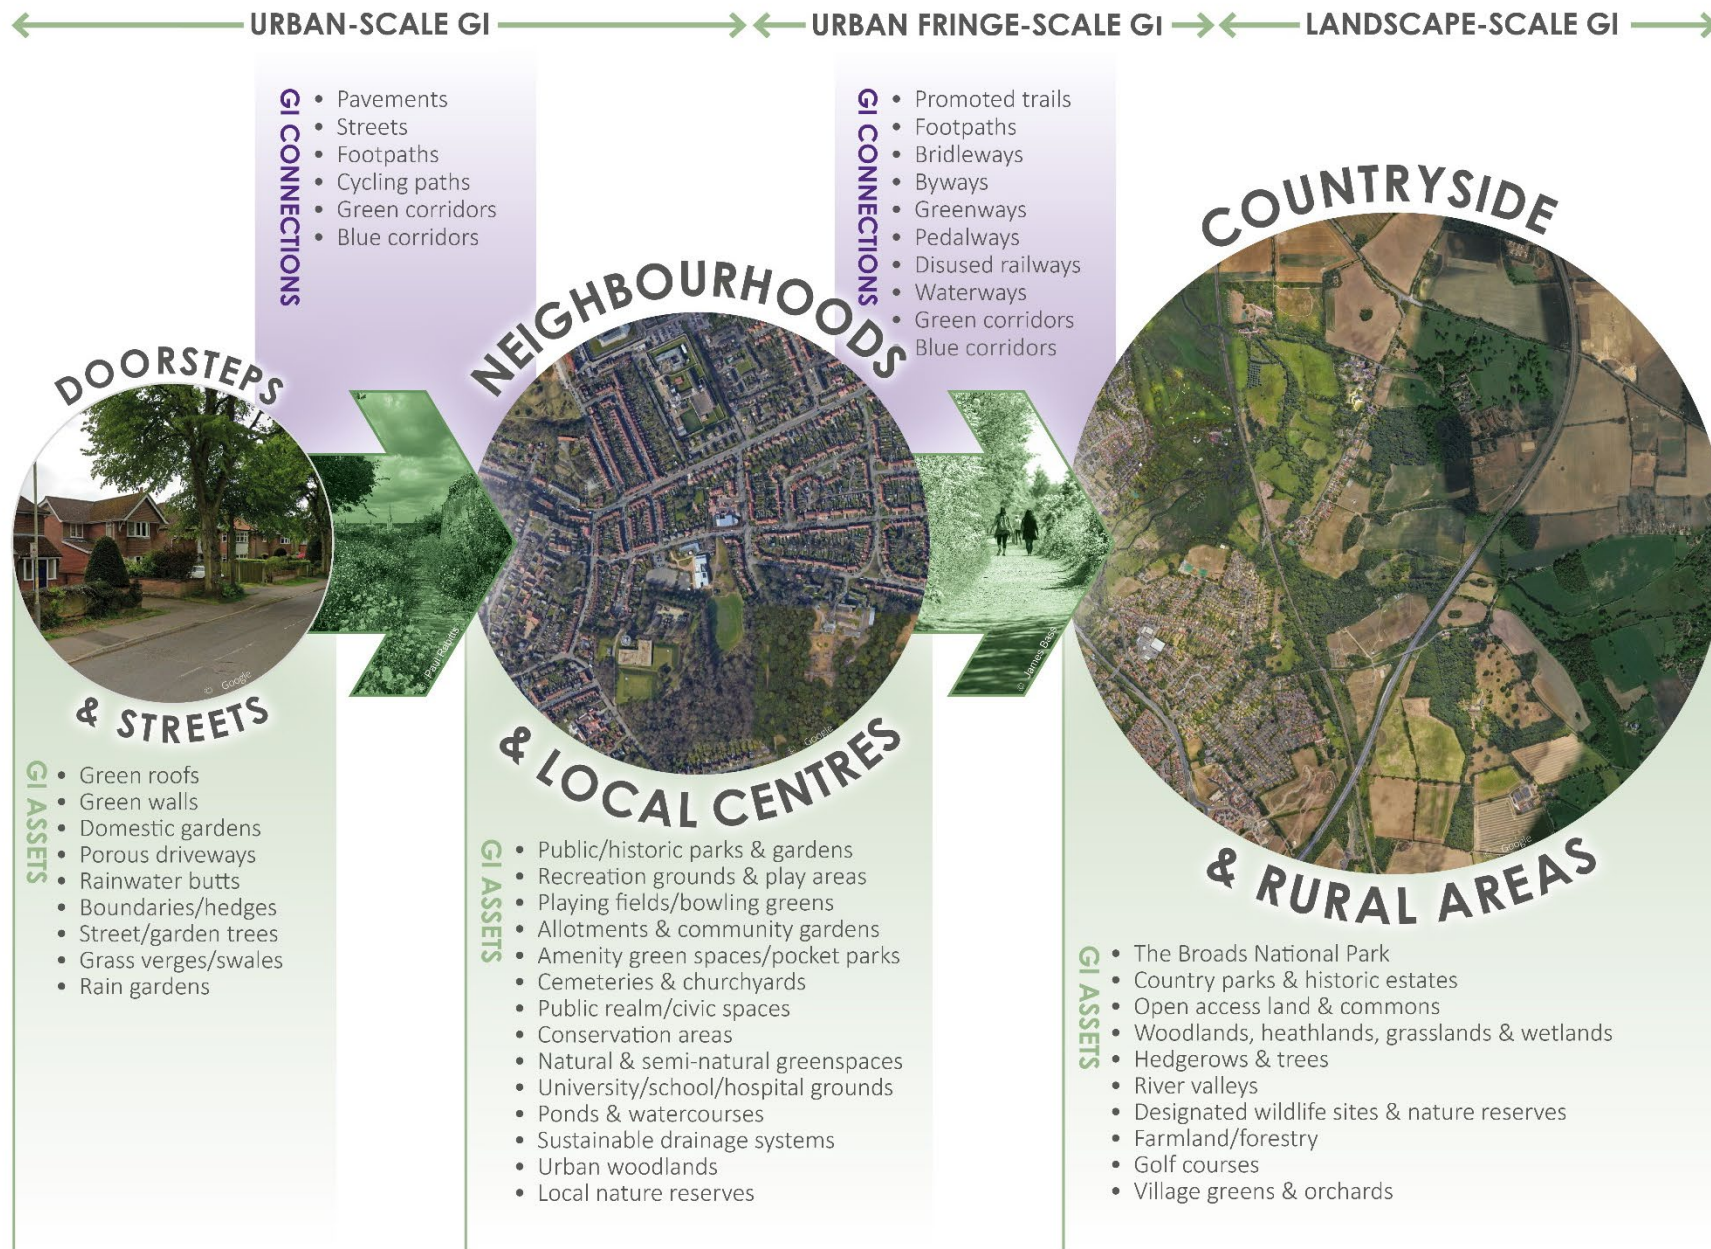 URBAN-SCALE GI
URBAN FRINGE-SCALE GI
LANDSCAPE-SCALE GI
GI CONNECTIONS
• Pavements
• Streets
• Footpaths
• Cycling paths
• Green corridors
• Blue corridors
GI CONNECTIONS
• Promoted trails
• Footpaths
• Bridleways
• Byways
• Greenways
• Pedalways
• Disused railways
• Waterways
• Green corridors
• Blue corridors
DOORSTEPS
& STREETS
© Google
Paul Rabbitts
GI ASSETS
• Green roofs
• Green walls
• Domestic gardens
• Porous driveways
• Rainwater butts
• Boundaries/hedges
• Street/garden trees
• Grass verges/swales
• Rain gardens
NEIGHBOURHOODS
& LOCAL CENTRES
© Google
© James Base
GI ASSETS
• Public/historic parks & gardens
• Recreation grounds & play areas
• Playing fields/bowling greens
• Allotments & community gardens
• Amenity green spaces/pocket parks
• Cemeteries & churchyards
• Public realm/civic spaces
• Conservation areas
• Natural & semi-natural greenspaces
• University/school/hospital grounds
• Ponds & watercourses
• Sustainable drainage systems
• Urban woodlands
• Local nature reserves
COUNTRYSIDE
& RURAL AREAS
© Google
GI ASSETS
• The Broads National Park
• Country parks & historic estates
• Open access land & commons
• Woodlands, heathlands, grasslands & wetlands
• Hedgerows & trees
• River valleys
• Designated wildlife sites & nature reserves
• Farmland/forestry
• Golf courses
• Village greens & orchards